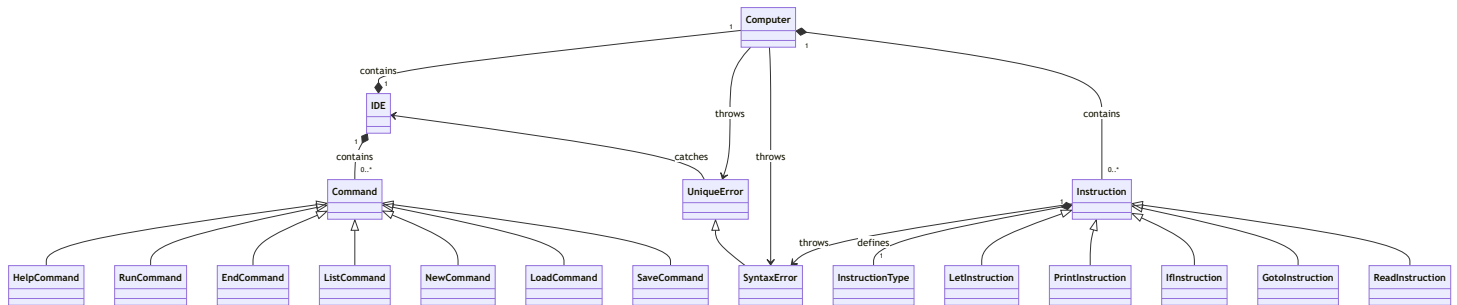 Computer
1
1
contains
1
IDE
throws
contains
1
contains
throws
catches
0..*
0..*
Command
UniqueError
Instruction
1
throws
defines
1
HelpCommand
RunCommand
EndCommand
ListCommand
NewCommand
LoadCommand
SaveCommand
SyntaxError
InstructionType
LetInstruction
PrintInstruction
IfInstruction
GotoInstruction
ReadInstruction